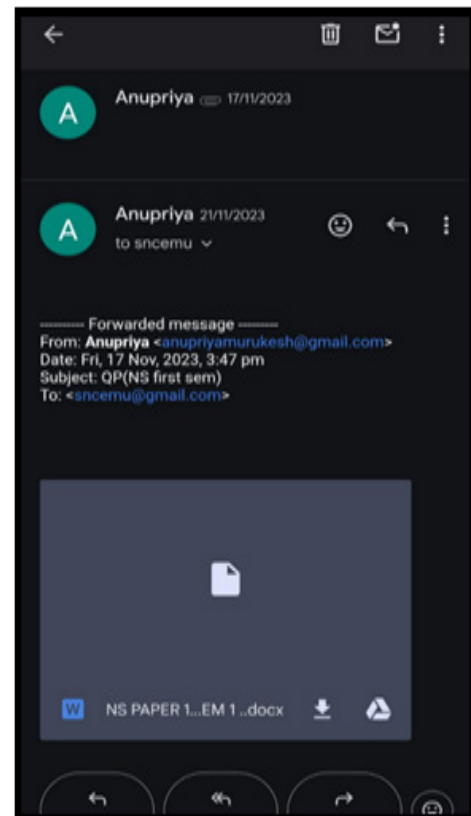 A
Anupriya 17/11/2023
A
Anupriya 21/11/2023
to sncemu
---------- Forwarded message ---------
From: Anupriya <anupriyamurukesh@gmail.com>
Date: Fri, 17 Nov, 2023, 3:47 pm
Subject: QP(NS first sem)
To: <sncemu@gmail.com>
W NS PAPER 1...EM 1 ..docx